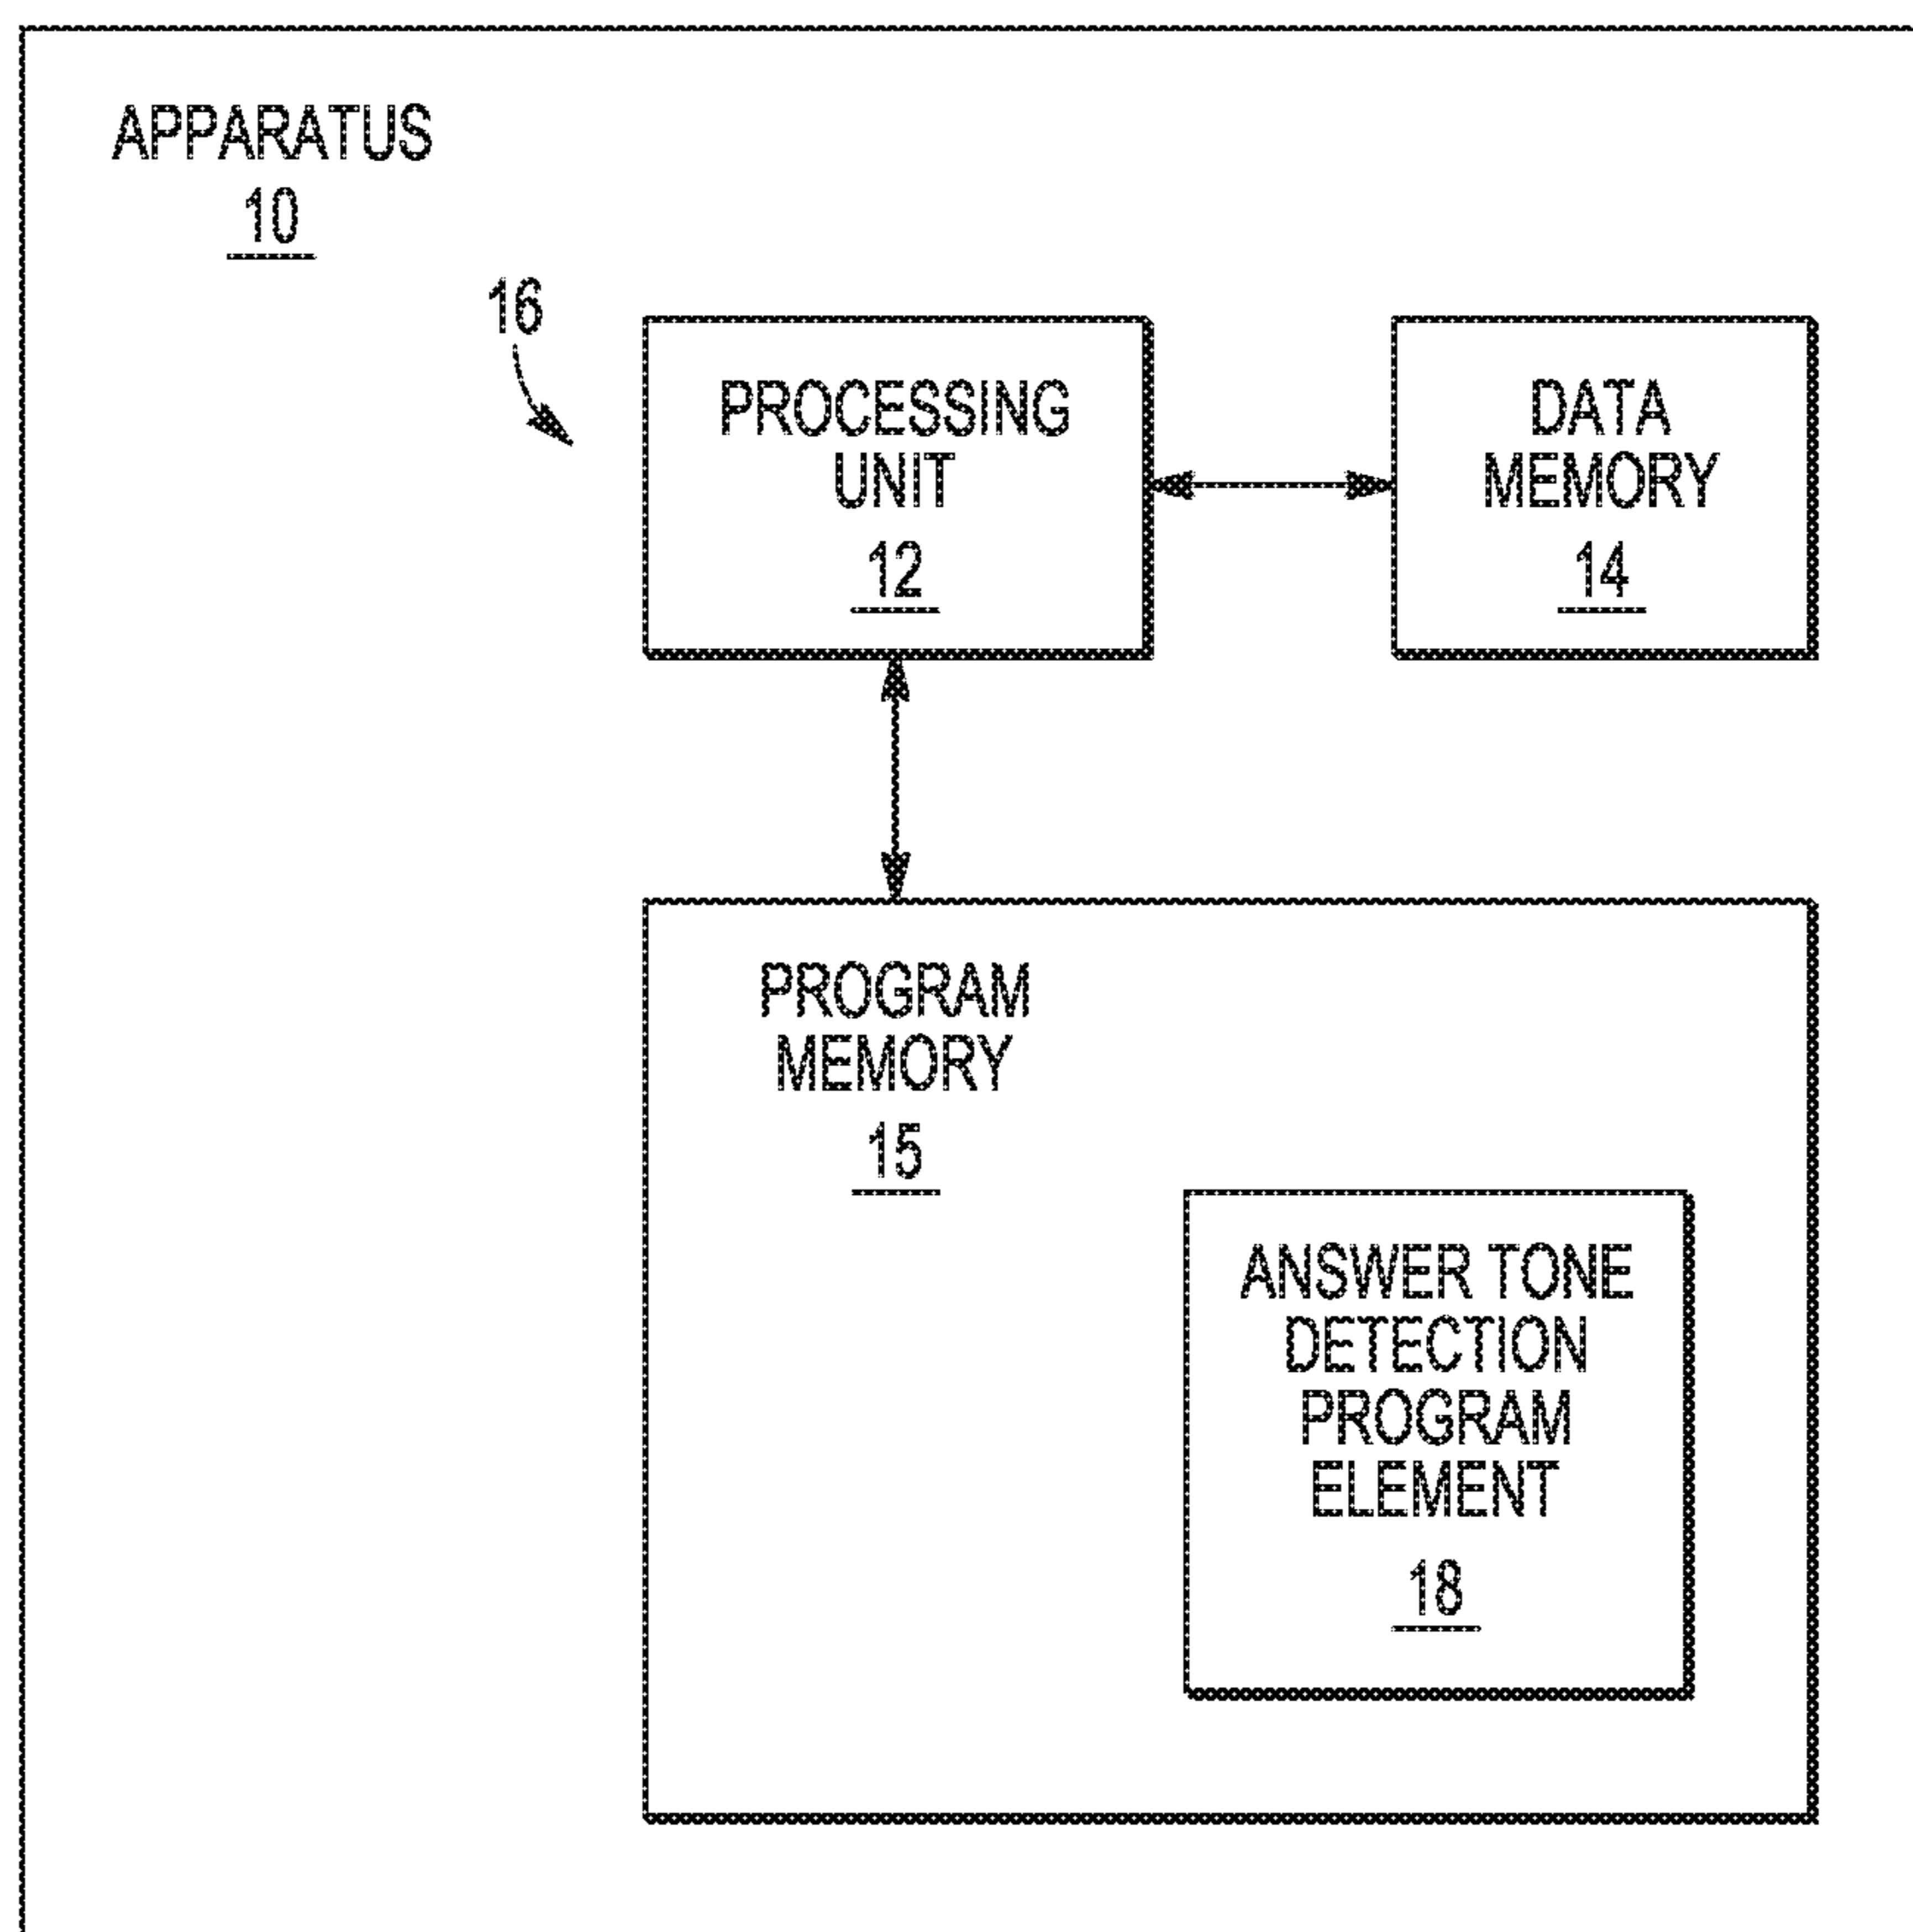 APPARATUS
10
16
PROCESSING
UNIT
12
DATA
MEMORY
14
PROGRAM
MEMORY
15
ANSWER TONE
DETECTION
PROGRAM
ELEMENT
18